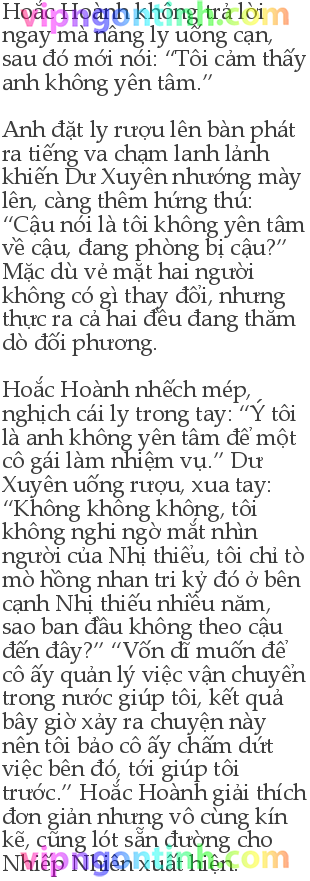 Hoắc Hoành không trả lời
ngay mà nâng ly uống cạn,
sau đó mới nói: “Tôi cảm thấy
anh không yên tâm.”
Anh đặt ly rượu lên bàn phát
ra tiếng va chạm lanh lảnh
khiến Dư Xuyên nhướng mày
lên, càng thêm hứng thú:
“Cậu nói là tôi không yên tâm
về cậu, đang phòng bị cậu?”
Mặc dù vẻ mặt hai người
không có gì thay đổi, nhưng
thực ra cả hai đều đang thăm
dò đối phương.
Hoắc Hoành nhếch mép,
nghịch cái ly trong tay: “Ý tôi
là anh không yên tâm để một
cô gái làm nhiệm vụ.” Dư
Xuyên uống rượu, xua tay:
“Không không không, tôi
không nghi ngờ mắt nhìn
người của Nhị thiểu, tôi chỉ tò
mò hồng nhan tri kỷ đó ở bên
cạnh Nhị thiếu nhiều năm,
sao ban đầu không theo cậu
đến đây?” “Vốn dĩ muốn để
cô ấy quản lý việc vận chuyển
trong nước giúp tôi, kết quả
bây giờ xảy ra chuyện này
nên tôi bảo cô ấy chấm dứt
việc bên đó, tới giúp tôi
trước.” Hoắc Hoành giải thích
đơn giản nhưng vô cùng kín
kẽ, cũng lót sẵn đường cho
Nhiếp Nhiên xuất hiện.
vipngontinh.com
vipngontinh.com